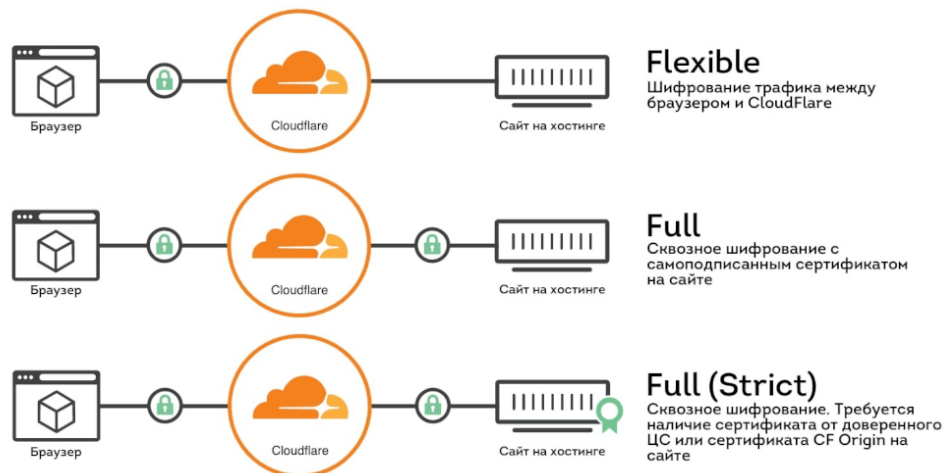 Flexible
Шифрование трафика между
браузером и CloudFlare
Браузер
Cloudflare
Сайт на хостинге
Full
Сквозное шифрование с
самоподписанным сертификатом
на сайте
Браузер
Cloudflare
Сайт на хостинге
Full (Strict)
Сквозное шифрование. Требуется
наличие сертификата от доверенного
ЦС или сертификата CF Origin на
сайте
Браузер
Cloudflare
Сайт на хостинге